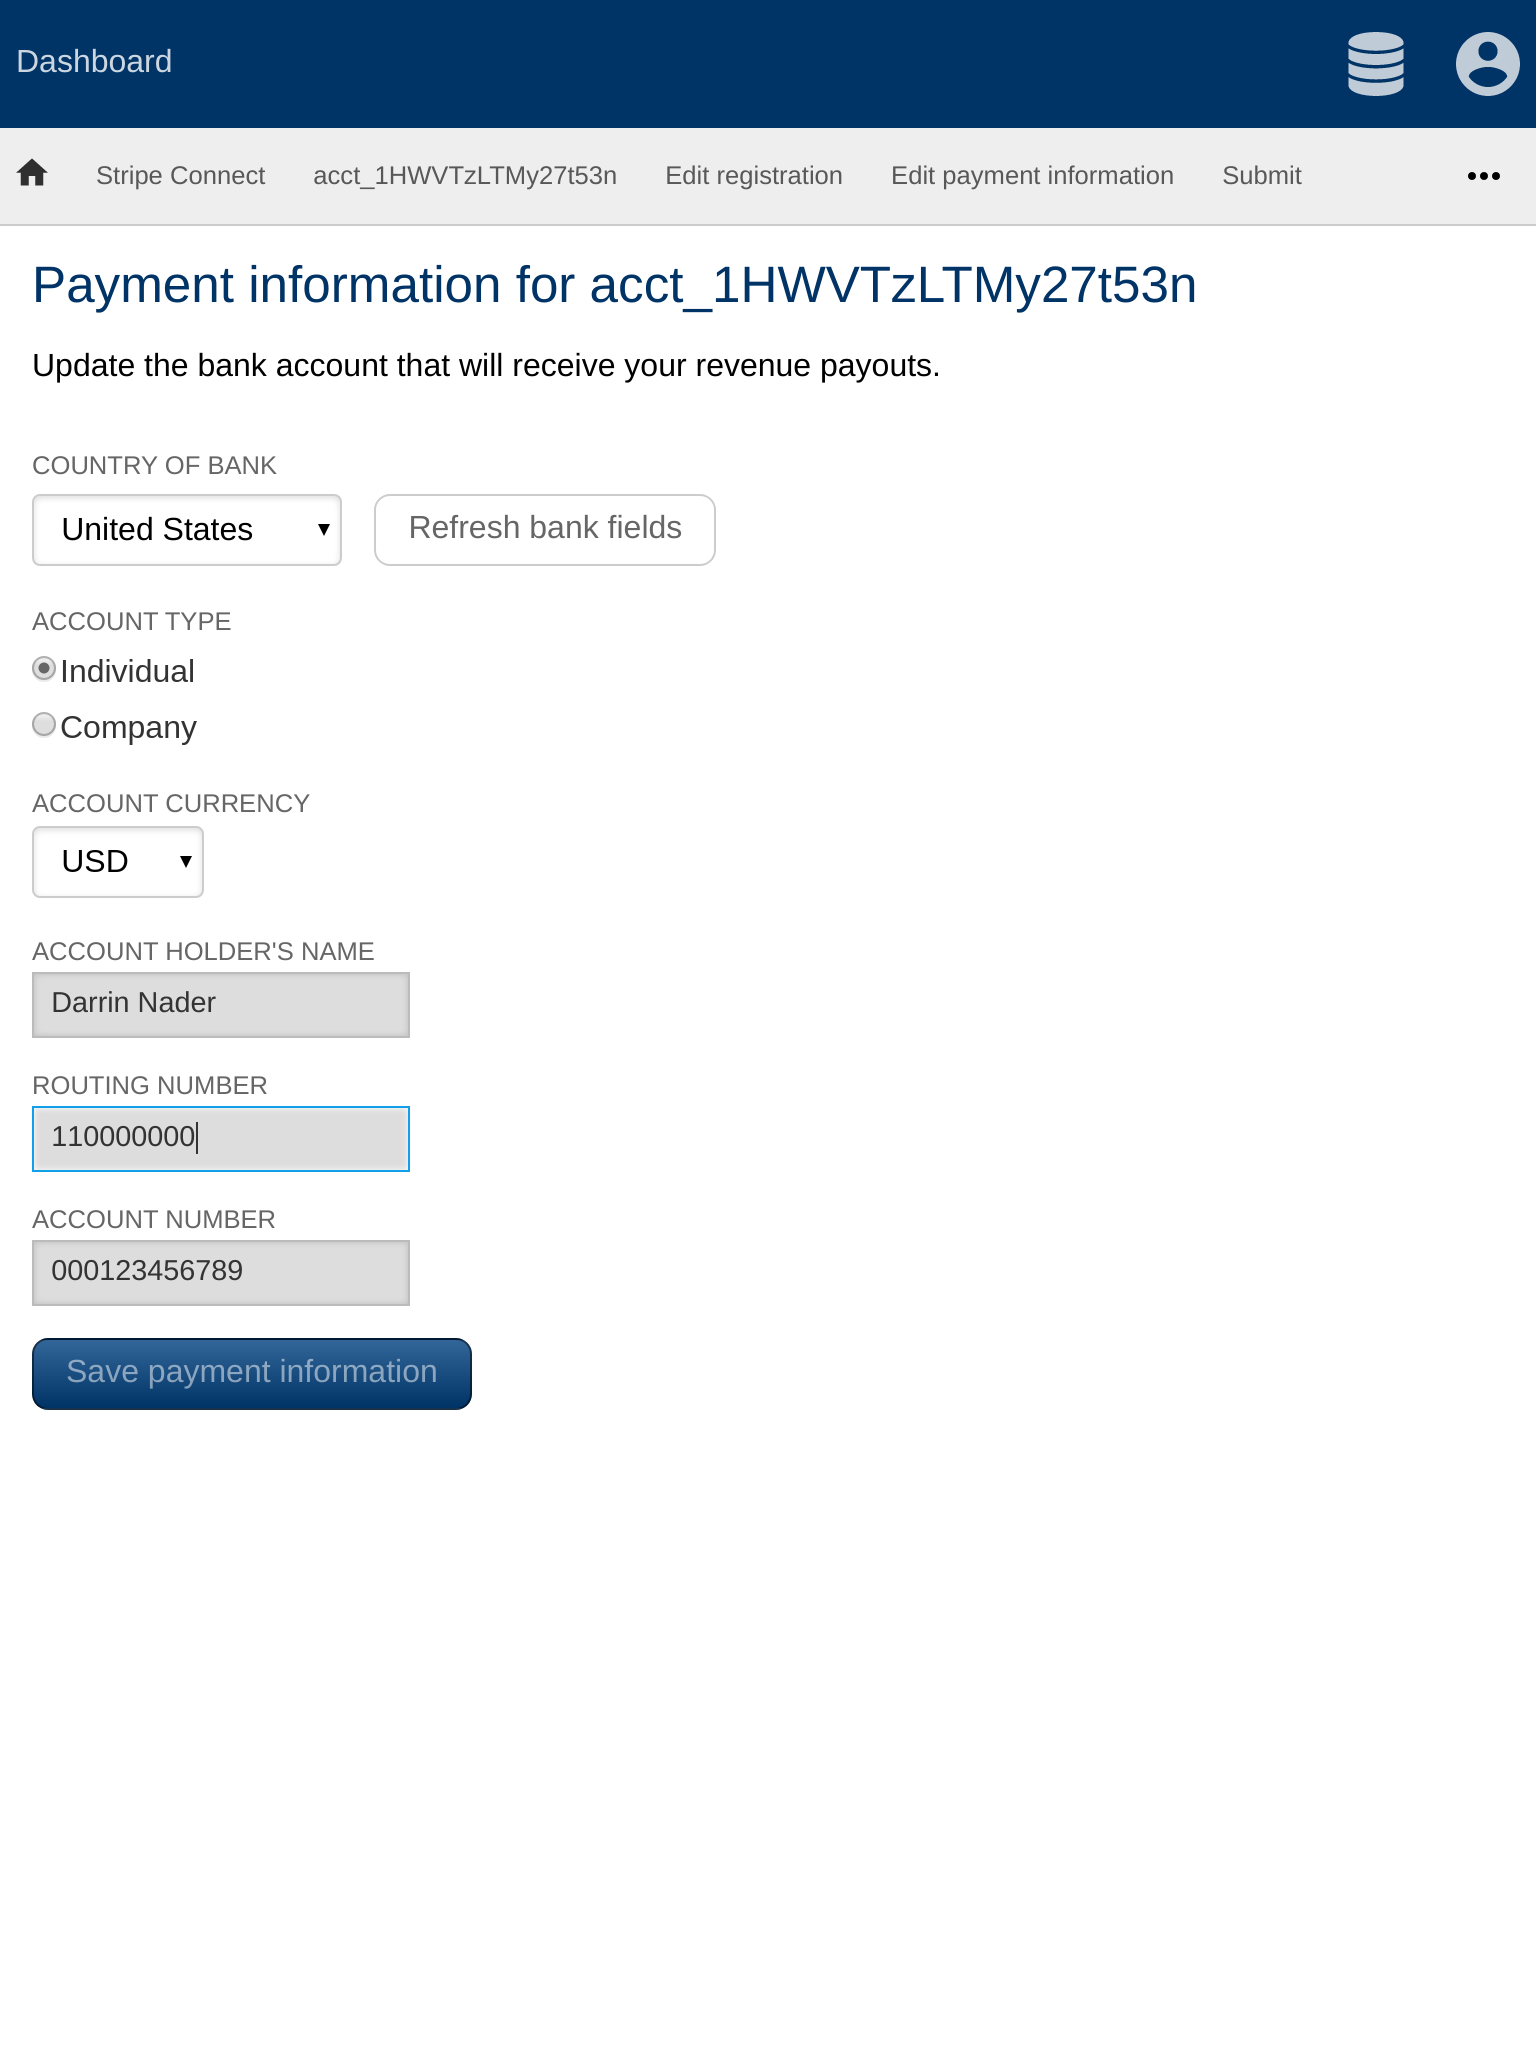 Dashboard
Stripe Connect acct_1HWVTzLTMy27t53n Edit registration Edit payment information Submit
Payment information for acct_1HWVTzLTMy27t53n
Update the bank account that will receive your revenue payouts.
COUNTRY OF BANK
United States Refresh bank fields
ACCOUNT TYPE
Individual
Company
ACCOUNT CURRENCY
USD
ACCOUNT HOLDER'S NAME
Darrin Nader
ROUTING NUMBER
110000000
ACCOUNT NUMBER
000123456789
Save payment information